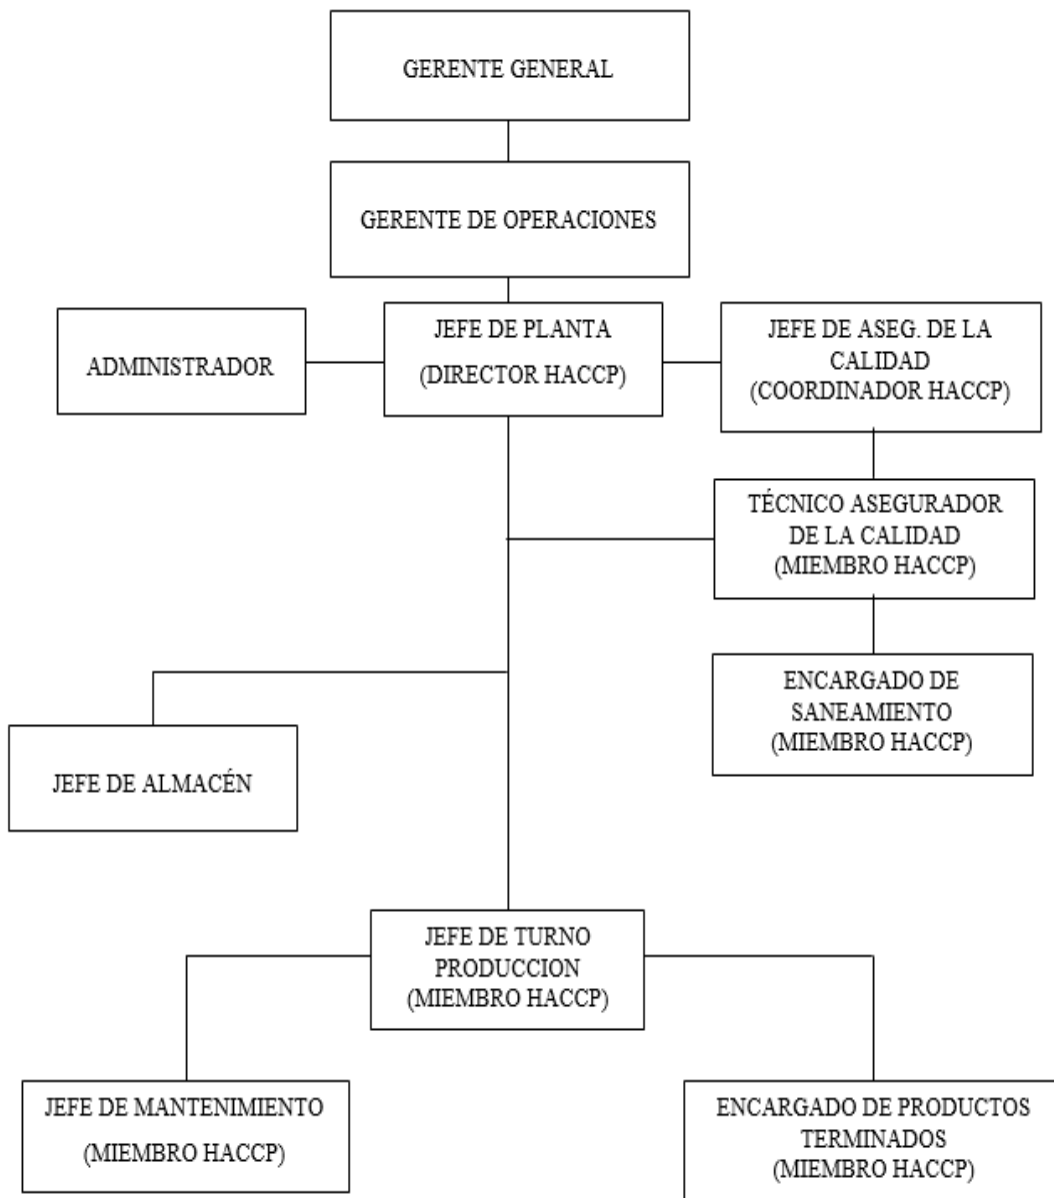 GERENTE GENERAL
GERENTE DE OPERACIONES
ADMINISTRADOR
JEFE DE PLANTA
(DIRECTOR HACCP)
JEFE DE ASEG. DE LA
CALIDAD
(COORDINADOR HACCP)
TÉCNICO ASEGURADOR
DE LA CALIDAD
(MIEMBRO HACCP)
ENCARGADO DE
SANEAMIENTO
(MIEMBRO HACCP)
JEFE DE ALMACÉN
JEFE DE TURNO
PRODUCCION
(MIEMBRO HACCP)
JEFE DE MANTENIMIENTO
(MIEMBRO HACCP)
ENCARGADO DE PRODUCTOS
TERMINADOS
(MIEMBRO HACCP)